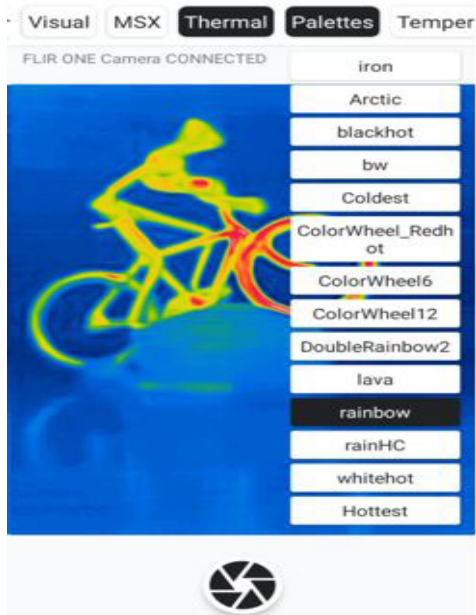 Visual MSX Thermal Palettes Temper
FLIR ONE Camera CONNECTED
iron
Arctic
blackhot
bw
Coldest
ColorWheel_Redh
ot
ColorWheel6
ColorWheel12
DoubleRainbow2
lava
rainbow
rainHC
whitehot
Hottest